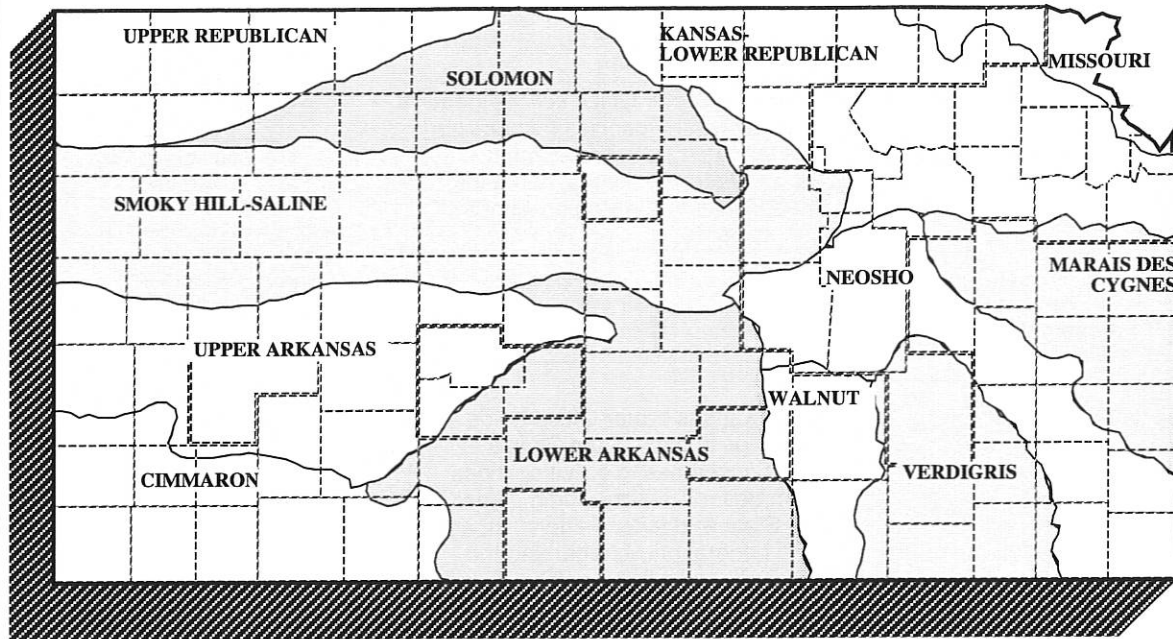 UPPER REPUBLICAN
KANSAS-
LOWER REPUBLICAN
MISSOURI
SOLOMON
SMOKY HILL-SALINE
MARAIS DES
CYGNES
NEOSHO
UPPER ARKANSAS
WALNUT
LOWER ARKANSAS
CIMMARON
VERDIGRIS